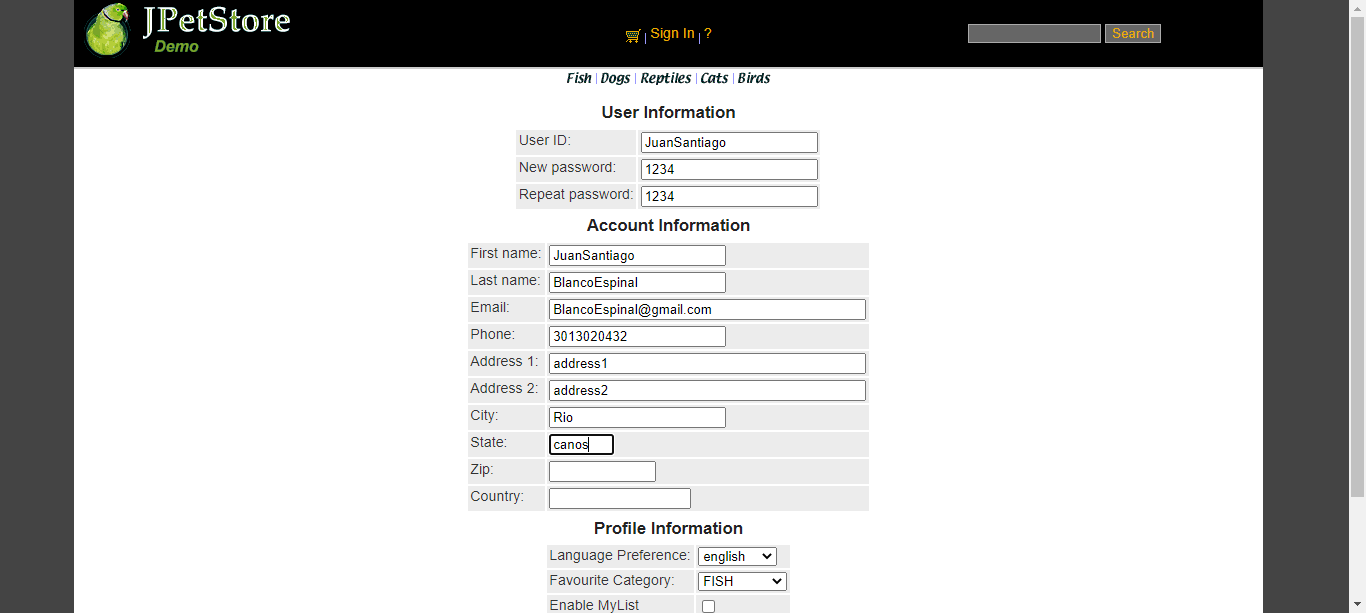 JPetStore
Demo
Sign In | ?
Search
Fish | Dogs | Reptiles | Cats | Birds
User Information
User ID: JuanSantiago
New password: 1234
Repeat password: 1234
Account Information
First name: JuanSantiago
Last name: BlancoEspinal
Email: BlancoEspinal@gmail.com
Phone: 3013020432
Address 1: address1
Address 2: address2
City: Rio
State: canos
Zip:
Country:
Profile Information
Language Preference: english
Favourite Category: FISH
Enable MyList